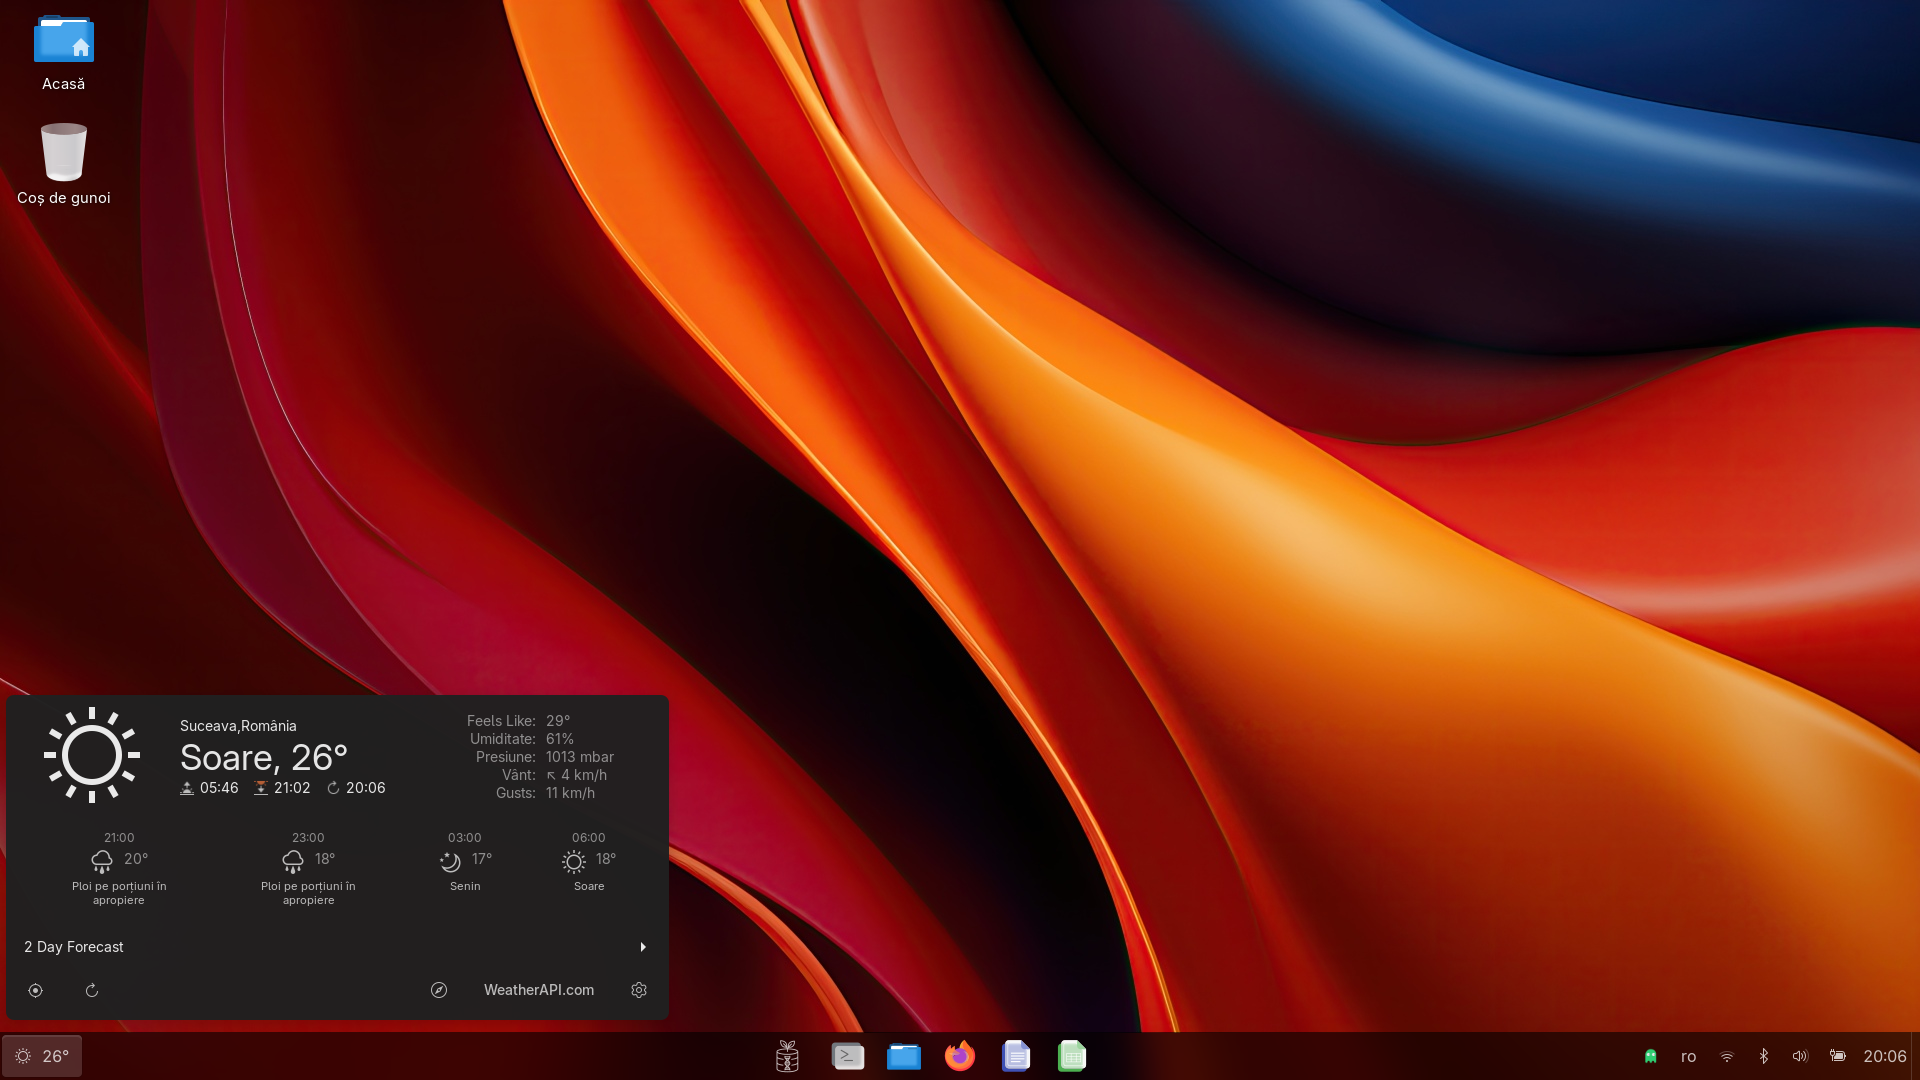 Acasă
Coș de gunoi
Suceava,România
Soare, 26°
05:46 21:02 20:06
Feels Like: 29°
Umiditate: 61%
Presiune: 1013 mbar
Vânt: ↖ 4 km/h
Gusts: 11 km/h
21:00
20°
Ploi pe porțiuni în
apropiere
23:00
18°
Ploi pe porțiuni în
apropiere
03:00
17°
Senin
06:00
18°
Soare
2 Day Forecast
WeatherAPI.com
26°
ro
20:06